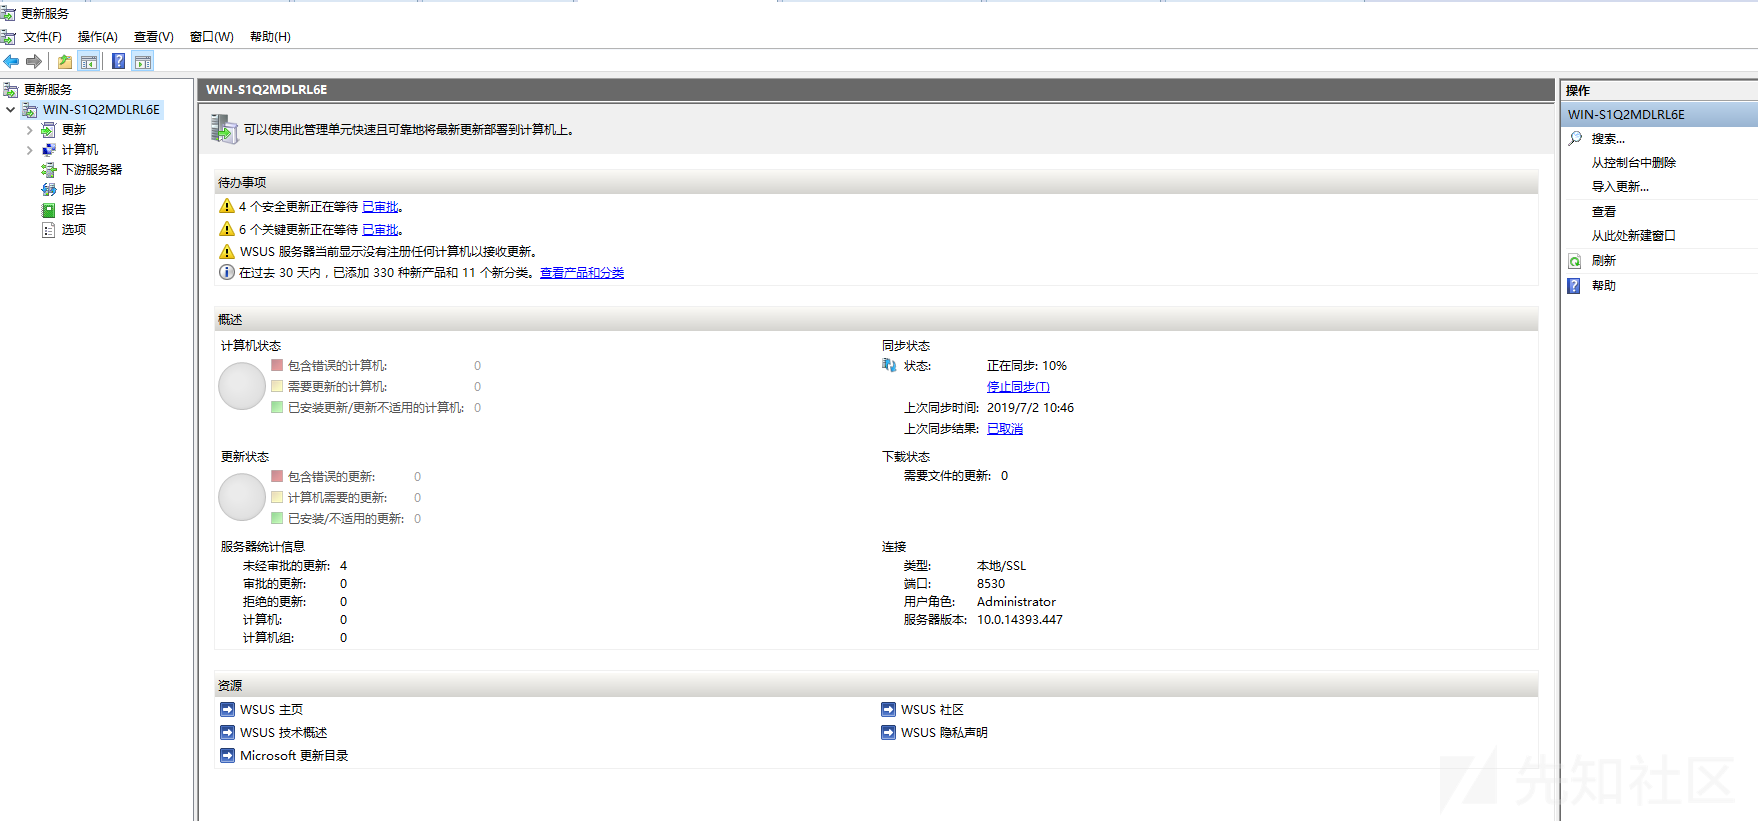 更新服务
文件(F) 操作(A) 查看(V) 窗口(W) 帮助(H)
更新服务
WIN-S1Q2MDLRL6E
更新
计算机
下游服务器
同步
报告
选项
WIN-S1Q2MDLRL6E
可以使用此管理单元快速且可靠地将最新更新部署到计算机上。
待办事项
4 个安全更新正在等待 已审批。
6 个关键更新正在等待 已审批。
WSUS 服务器当前显示没有注册任何计算机以接收更新。
在过去 30 天内，已添加 330 种新产品和 11 个新分类。查看产品和分类
概述
计算机状态
包含错误的计算机: 0
需要更新的计算机: 0
已安装更新/更新不适用的计算机: 0
更新状态
包含错误的更新: 0
计算机需要的更新: 0
已安装/不适用的更新: 0
服务器统计信息
未经审批的更新: 4
审批的更新: 0
拒绝的更新: 0
计算机: 0
计算机组: 0
同步状态
状态: 正在同步: 10%
停止同步(T)
上次同步时间: 2019/7/2 10:46
上次同步结果: 已取消
下载状态
需要文件的更新: 0
连接
类型: 本地/SSL
端口: 8530
用户角色: Administrator
服务器版本: 10.0.14393.447
资源
WSUS 主页
WSUS 技术概述
Microsoft 更新目录
WSUS 社区
WSUS 隐私声明
操作
WIN-S1Q2MDLRL6E
搜索...
从控制台中删除
导入更新...
查看
从此处新建窗口
刷新
帮助
先知社区